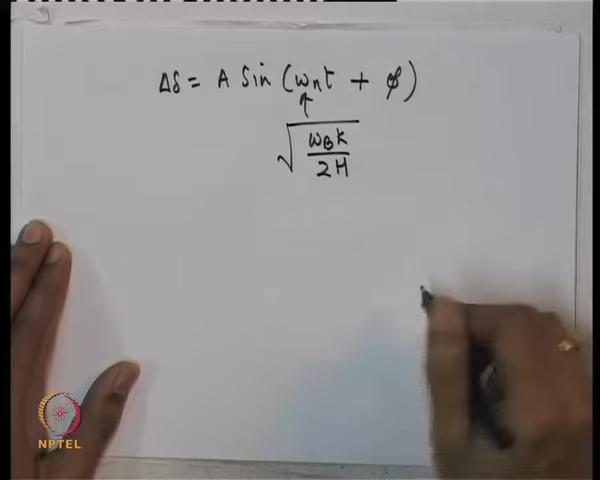 Δδ = A Sin (ωnt + φ)
↑
√(ωBK / 2H)
NPTEL